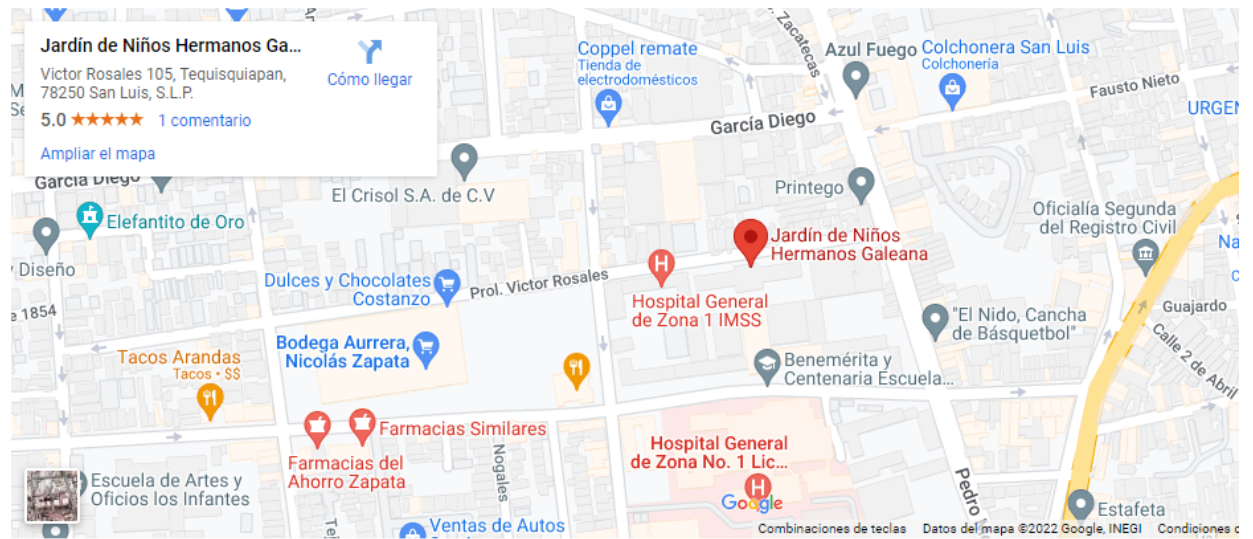 Jardín de Niños Hermanos Ga...
Victor Rosales 105, Tequisquiapan,
78250 San Luis, S.L.P.
5.0
1 comentario
Ampliar el mapa
Cómo llegar
Zacatecas
Coppel remate
Tienda de
electrodomésticos
Azul Fuego
Colchonera San Luis
Colchonería
Fausto Nieto
García Diego
García Diego
El Crisol S.A. de C.V
Printego
Elefantito de Oro
Oficialía Segunda
del Registro Civil
Jardín de Niños
Hermanos Galeana
Diseño
Dulces y Chocolates
Costanzo
Prol. Victor Rosales
Hospital General
de Zona 1 IMSS
1854
"El Nido, Cancha
de Básquetbol"
Guajardo
Calle 2 de Abril
Bodega Aurrera,
Nicolás Zapata
Tacos Arandas
Tacos • $$
Benemérita y
Centenaria Escuela...
Farmacias Similares
Farmacias del
Ahorro Zapata
Nogales
Hospital General
de Zona No. 1 Lic...
Google
Escuela de Artes y
Oficios los Infantes
Pedro
Estafeta
Ventas de Autos
Combinaciones de teclas
Datos del mapa ©2022 Google, INEGI
Condiciones